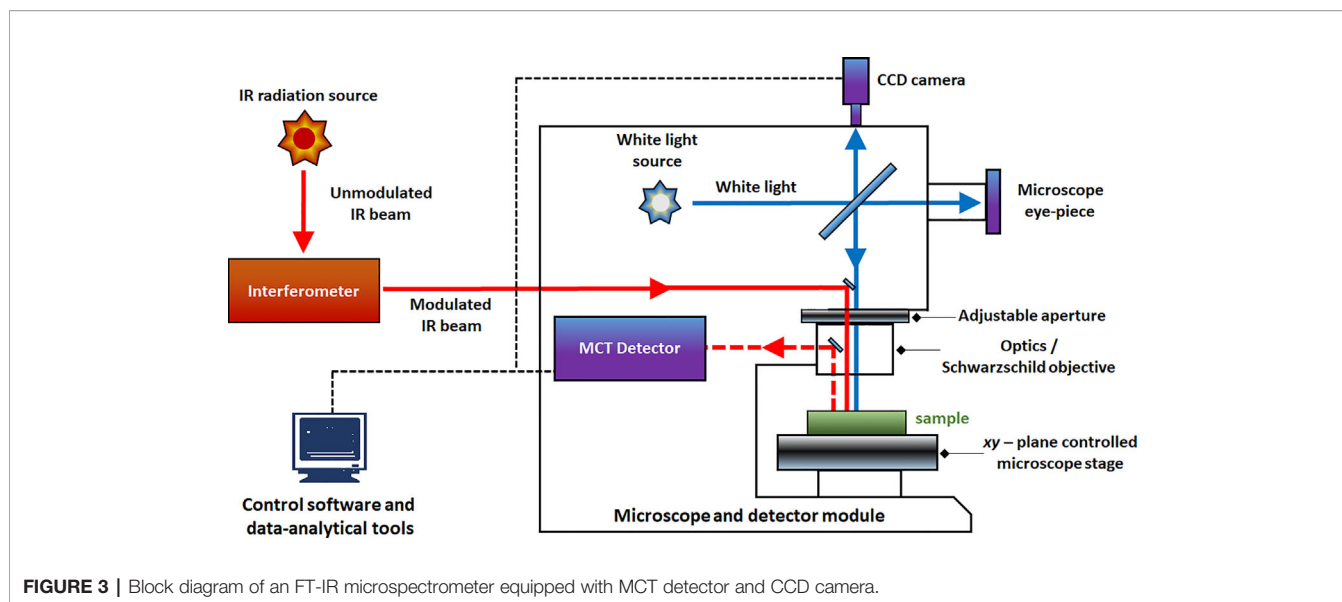 CCD camera
IR radiation source
White light
source
White light
Unmodulated
IR beam
Microscope
eye-piece
Interferometer
Modulated
IR beam
Adjustable aperture
MCT Detector
Optics /
Schwarzschild objective
sample
xy – plane controlled
microscope stage
Control software and
data-analytical tools
Microscope and detector module
FIGURE 3 | Block diagram of an FT-IR microspectrometer equipped with MCT detector and CCD camera.